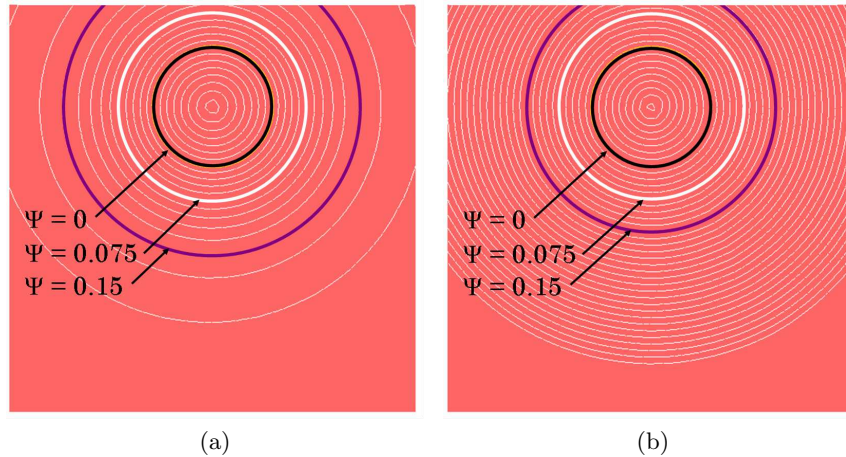 Ψ = 0
Ψ = 0.075
Ψ = 0.15
(a)
Ψ = 0
Ψ = 0.075
Ψ = 0.15
(b)